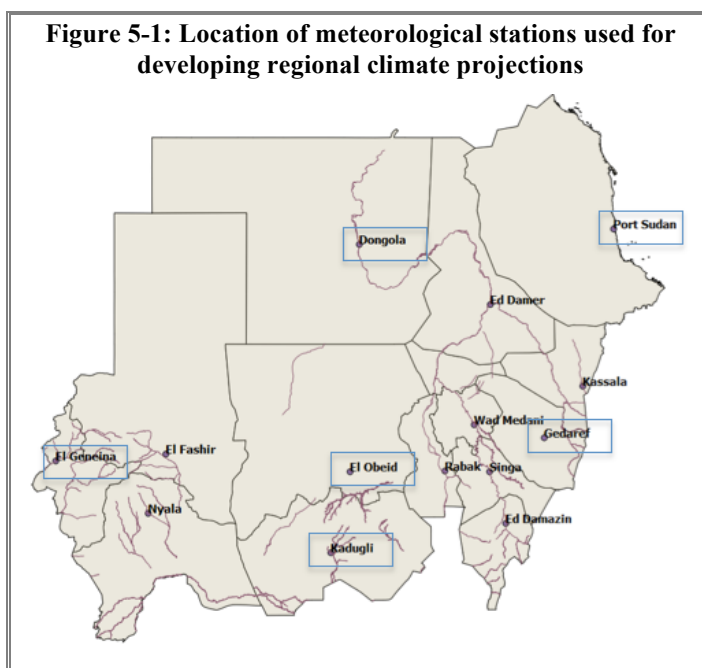 Figure 5-1: Location of meteorological stations used for
developing regional climate projections
Port Sudan
Dongola
Ed Damer
Kassala
Wad Medani
Gedaref
El Fashir
El Geneina
El Obeid
Rabak
Singa
Nyala
Ed Damazin
Kadugli